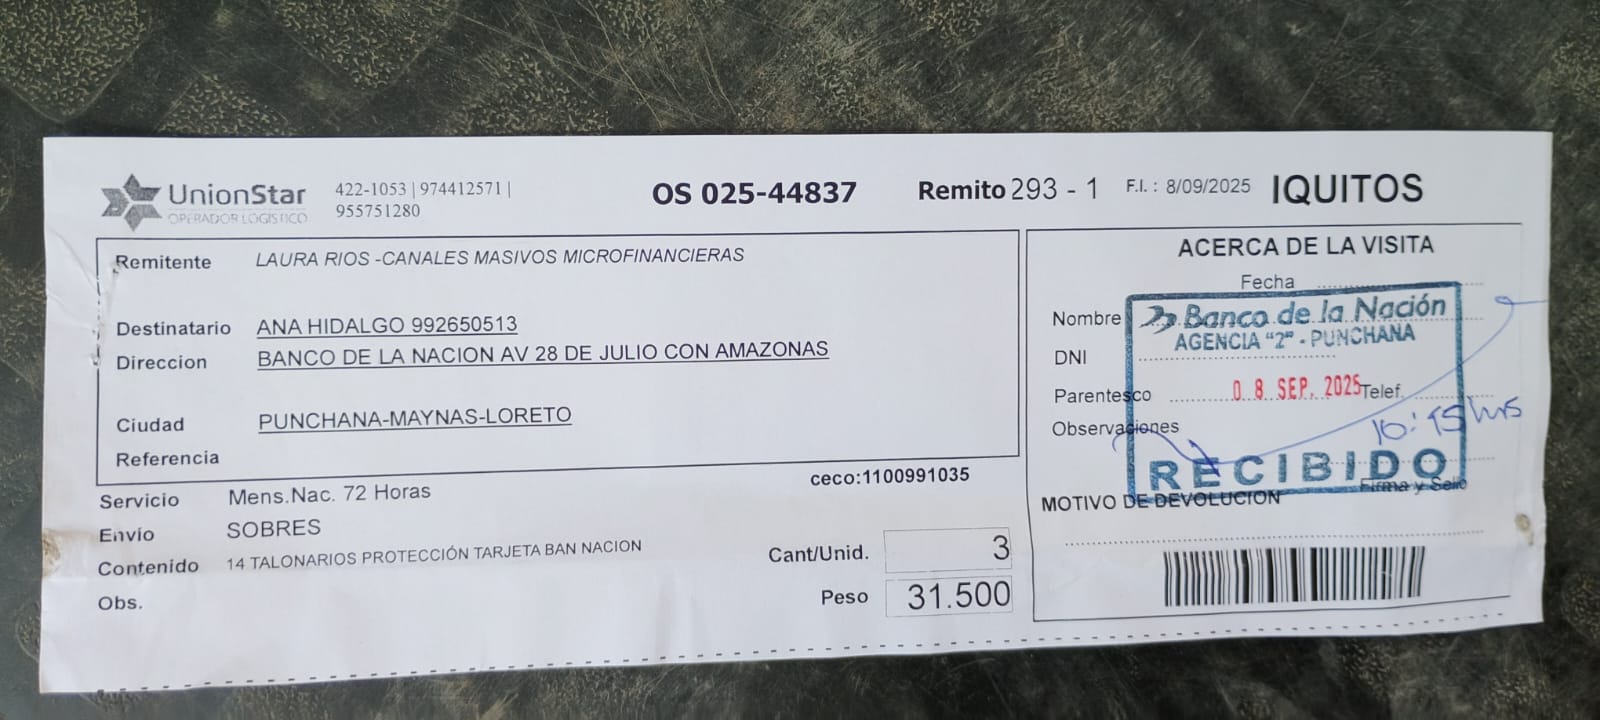 UnionStar
OPERADOR LOGÍSTICO
422-1053 | 974412571 |
955751280
OS 025-44837
Remito 293 - 1
F.I. : 8/09/2025
IQUITOS
Remitente LAURA RIOS -CANALES MASIVOS MICROFINANCIERAS
Destinatario ANA HIDALGO 992650513
Direccion BANCO DE LA NACION AV 28 DE JULIO CON AMAZONAS
Ciudad PUNCHANA-MAYNAS-LORETO
Referencia
ceco:1100991035
Servicio Mens.Nac. 72 Horas
Envío SOBRES
Contenido 14 TALONARIOS PROTECCIÓN TARJETA BAN NACION
Obs.
Cant/Unid. 3
Peso 31.500
ACERCA DE LA VISITA
Fecha
Nombre
DNI
Parentesco
Telef.
Observaciones
Banco de la Nación
AGENCIA "2" - PUNCHANA
08 SEP. 2025
10:15 hrs
RECIBIDO
Firma y Sello
MOTIVO DE DEVOLUCION